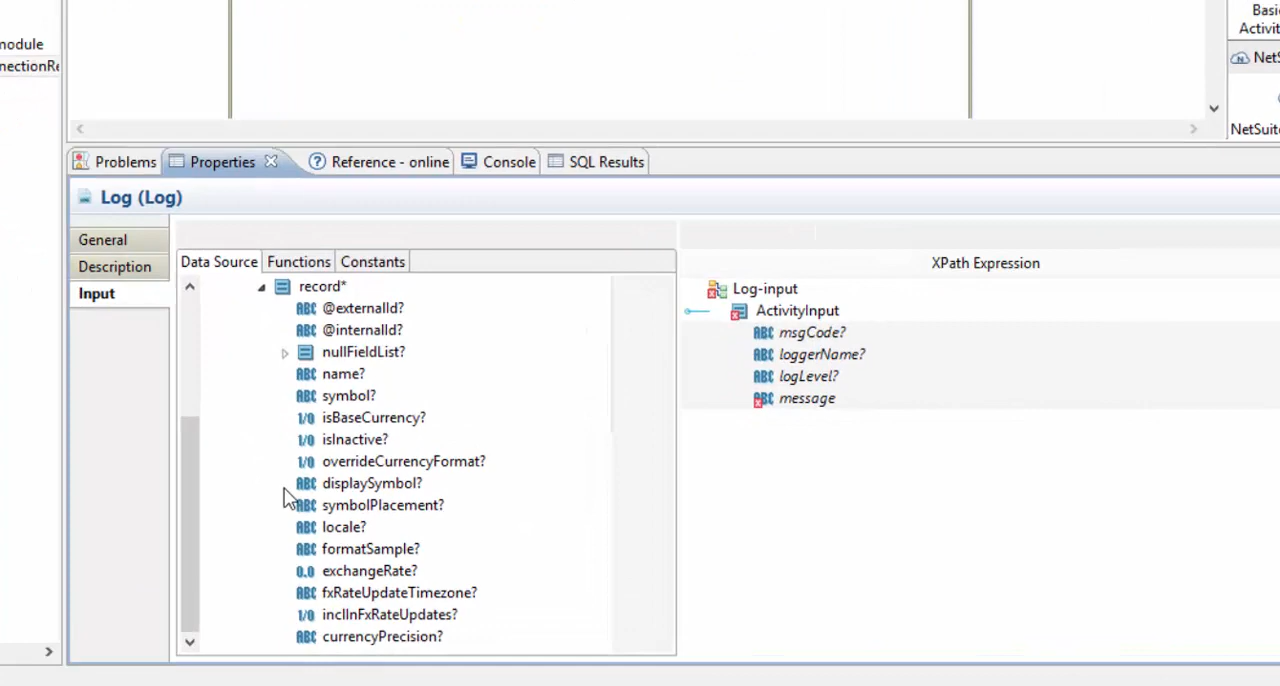 Basi
Activit
module
nectionRe
NetS
NetSuite
Problems Properties Reference - online Console SQL Results
Log (Log)
General
Description
Input
Data Source Functions Constants
record*
@externalId?
@internalId?
nullFieldList?
name?
symbol?
isBaseCurrency?
isInactive?
overrideCurrencyFormat?
displaySymbol?
symbolPlacement?
locale?
formatSample?
exchangeRate?
fxRateUpdateTimezone?
inclInFxRateUpdates?
currencyPrecision?
XPath Expression
Log-input
ActivityInput
msgCode?
loggerName?
logLevel?
message